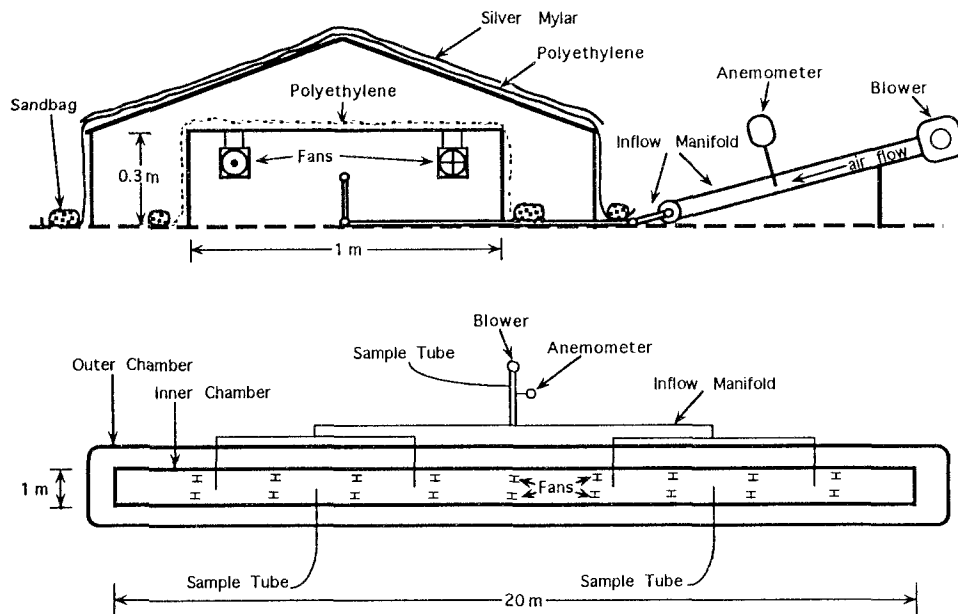 Silver Mylar
Polyethylene
Anemometer
Blower
Sandbag
Polyethylene
Inflow Manifold
Fans
air flow
0.3 m
1 m
Blower
Sample Tube
Anemometer
Outer Chamber
Inner Chamber
Inflow Manifold
1 m
Fans
Sample Tube
Sample Tube
20 m